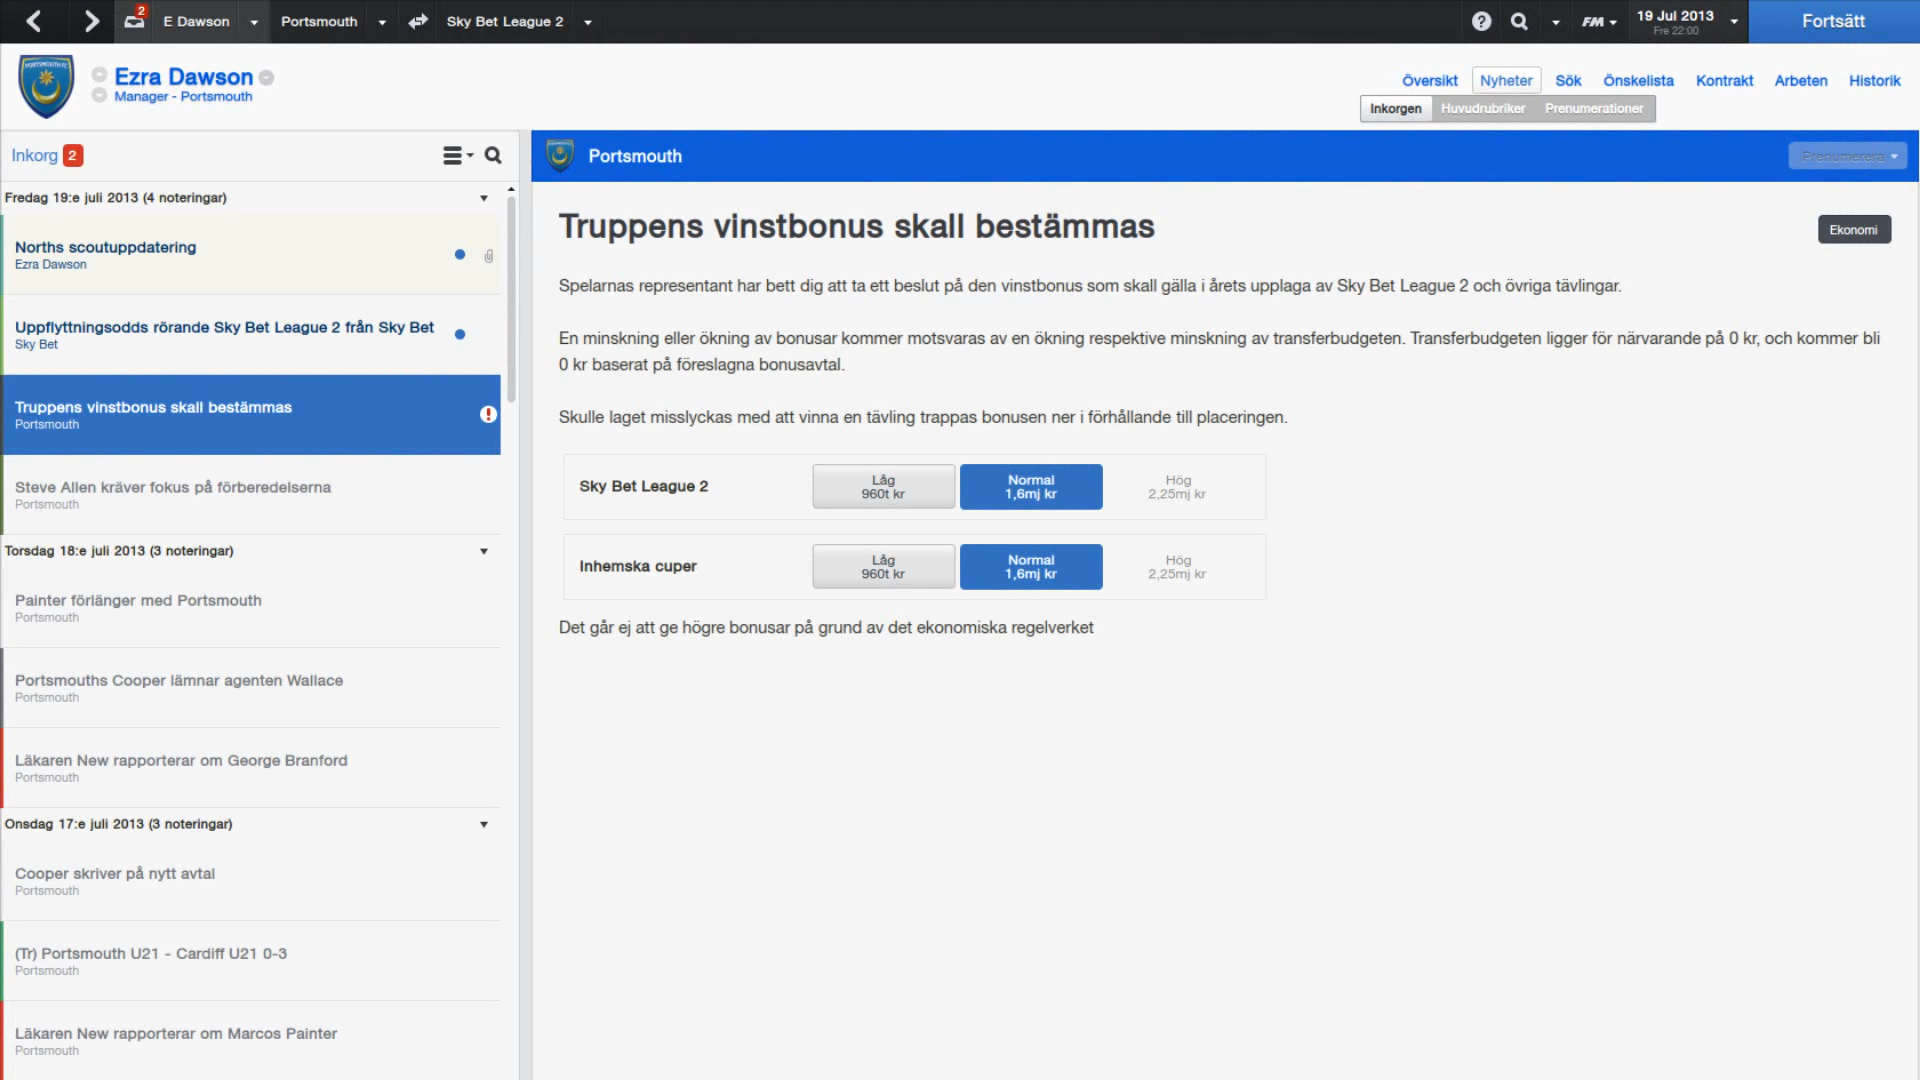 2
E Dawson
Portsmouth
Sky Bet League 2
FM
19 Jul 2013
Fre 22:00
Fortsätt
PORTSMOUTH FC
Ezra Dawson
Manager - Portsmouth
Översikt
Nyheter
Sök
Önskelista
Kontrakt
Arbeten
Historik
Inkorgen
Huvudrubriker
Prenumerationer
Inkorg 2
Fredag 19:e juli 2013 (4 noteringar)
Norths scoutuppdatering
Ezra Dawson
Uppflyttningsodds rörande Sky Bet League 2 från Sky Bet
Sky Bet
Truppens vinstbonus skall bestämmas
Portsmouth
Steve Allen kräver fokus på förberedelserna
Portsmouth
Torsdag 18:e juli 2013 (3 noteringar)
Painter förlänger med Portsmouth
Portsmouth
Portsmouths Cooper lämnar agenten Wallace
Portsmouth
Läkaren New rapporterar om George Branford
Portsmouth
Onsdag 17:e juli 2013 (3 noteringar)
Cooper skriver på nytt avtal
Portsmouth
(Tr) Portsmouth U21 - Cardiff U21 0-3
Portsmouth
Läkaren New rapporterar om Marcos Painter
Portsmouth
Portsmouth
Prenumerera
Truppens vinstbonus skall bestämmas
Ekonomi
Spelarnas representant har bett dig att ta ett beslut på den vinstbonus som skall gälla i årets upplaga av Sky Bet League 2 och övriga tävlingar.
En minskning eller ökning av bonusar kommer motsvaras av en ökning respektive minskning av transferbudgeten. Transferbudgeten ligger för närvarande på 0 kr, och kommer bli
0 kr baserat på föreslagna bonusavtal.
Skulle laget misslyckas med att vinna en tävling trappas bonusen ner i förhållande till placeringen.
Sky Bet League 2
Låg
960t kr
Normal
1,6mj kr
Hög
2,25mj kr
Inhemska cuper
Låg
960t kr
Normal
1,6mj kr
Hög
2,25mj kr
Det går ej att ge högre bonusar på grund av det ekonomiska regelverket